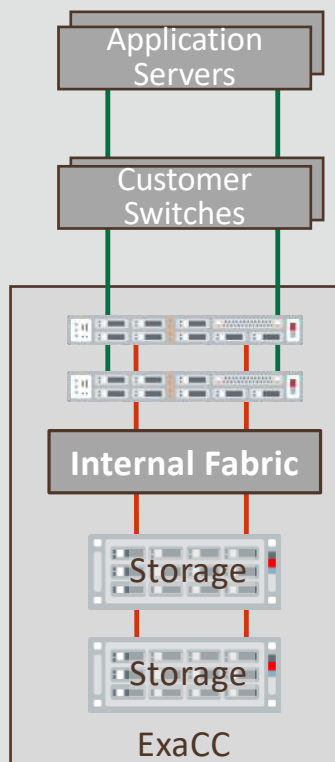 Application
Servers
Customer
Switches
Internal Fabric
Storage
Storage
ExaCC